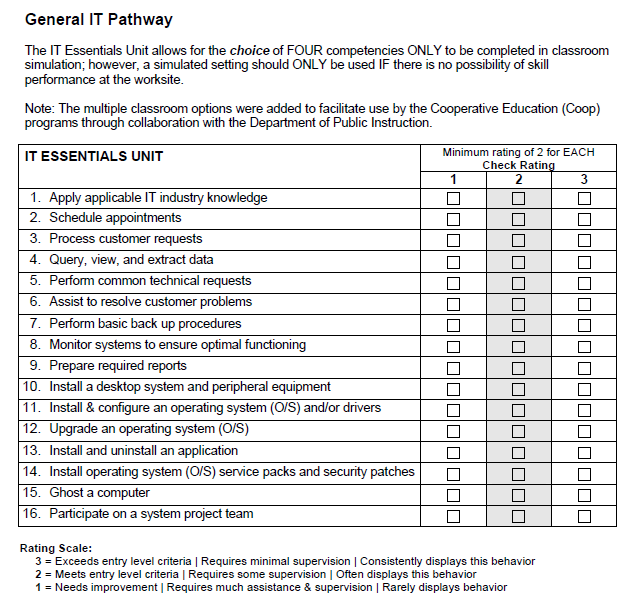 General IT Pathway
The IT Essentials Unit allows for the choice of FOUR competencies ONLY to be completed in classroom
simulation; however, a simulated setting should ONLY be used IF there is no possibility of skill
performance at the worksite.
Note: The multiple classroom options were added to facilitate use by the Cooperative Education (Coop)
programs through collaboration with the Department of Public Instruction.
IT ESSENTIALS UNIT
Minimum rating of 2 for EACH
Check Rating
1 2 3
1. Apply applicable IT industry knowledge
2. Schedule appointments
3. Process customer requests
4. Query, view, and extract data
5. Perform common technical requests
6. Assist to resolve customer problems
7. Perform basic back up procedures
8. Monitor systems to ensure optimal functioning
9. Prepare required reports
10. Install a desktop system and peripheral equipment
11. Install & configure an operating system (O/S) and/or drivers
12. Upgrade an operating system (O/S)
13. Install and uninstall an application
14. Install operating system (O/S) service packs and security patches
15. Ghost a computer
16. Participate on a system project team
Rating Scale:
3 = Exceeds entry level criteria | Requires minimal supervision | Consistently displays this behavior
2 = Meets entry level criteria | Requires some supervision | Often displays this behavior
1 = Needs improvement | Requires much assistance & supervision | Rarely displays behavior